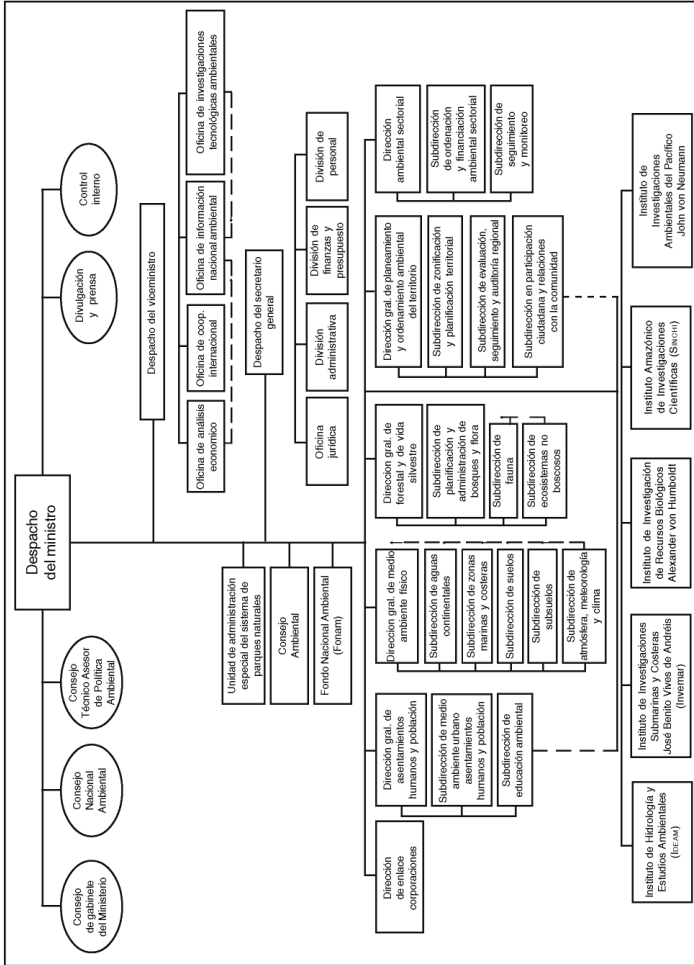 Despacho
del ministro
Consejo
de gabinete
del Ministerio
Consejo
Nacional
Ambiental
Consejo
Técnico Asesor
de Política
Ambiental
Divulgación
y prensa
Control
interno
Despacho del viceministro
Oficina de análisis
economico
Oficina de coop.
internacional
Oficina de información
nacional ambiental
Oficina de investigaciones
tecnológicas ambientales
Unidad de administración
especial del sistema de
parques naturales
Consejo
Ambiental
Fondo Nacional Ambiental
(Fonam)
Despacho del secretario
general
Oficina
jurídica
División
administrativa
División de
finanzas y
presupuesto
División de
personal
Dirección
de enlace
corporaciones
Dirección gral. de
asentamientos
humanos y población
Subdirección de medio
ambiente urbano
asentamientos
humanos y población
Subdirección de
educación ambiental
Direccion gral. de medio
ambiente físico
Subdirección de aguas
continentales
Subdirección de zonas
marinas y costeras
Subdirección de suelos
Subdirección de
subsuelos
Subdirección de
atmósfera, meteorología
y clima
Direccion gral. de
forestal y de vida
silvestre
Subdirección de
planificación y
administración de
bosques y flora
Subdirección de
fauna
Subdirección de
ecosistemas no
boscosos
Dirección gral. de planeamiento
y ordenamiento ambiental
del territorio
Subdirección de zonificación
y planificación territorial
Subdirección de evaluación,
seguimiento y auditoría regional
Subdirección en participación
ciudadana y relaciones
con la comunidad
Dirección
ambiental sectorial
Subdirección
de ordenación
y financiación
ambiental sectorial
Subdirección de
seguimiento
y monitoreo
Instituto de Hidrología y
Estudios Ambientales
(IDEAM)
Instituto de Investigaciones
Submarinas y Costeras
José Benito Vives de Andréis
(Invemar)
Instituto de Investigación
de Recursos Biológicos
Alexander von Humboldt
Instituto Amazónico
de Investigaciones
Científicas (SINCHI)
Instituto de
Investigaciones
Ambientales del Pacífico
John von Neumann